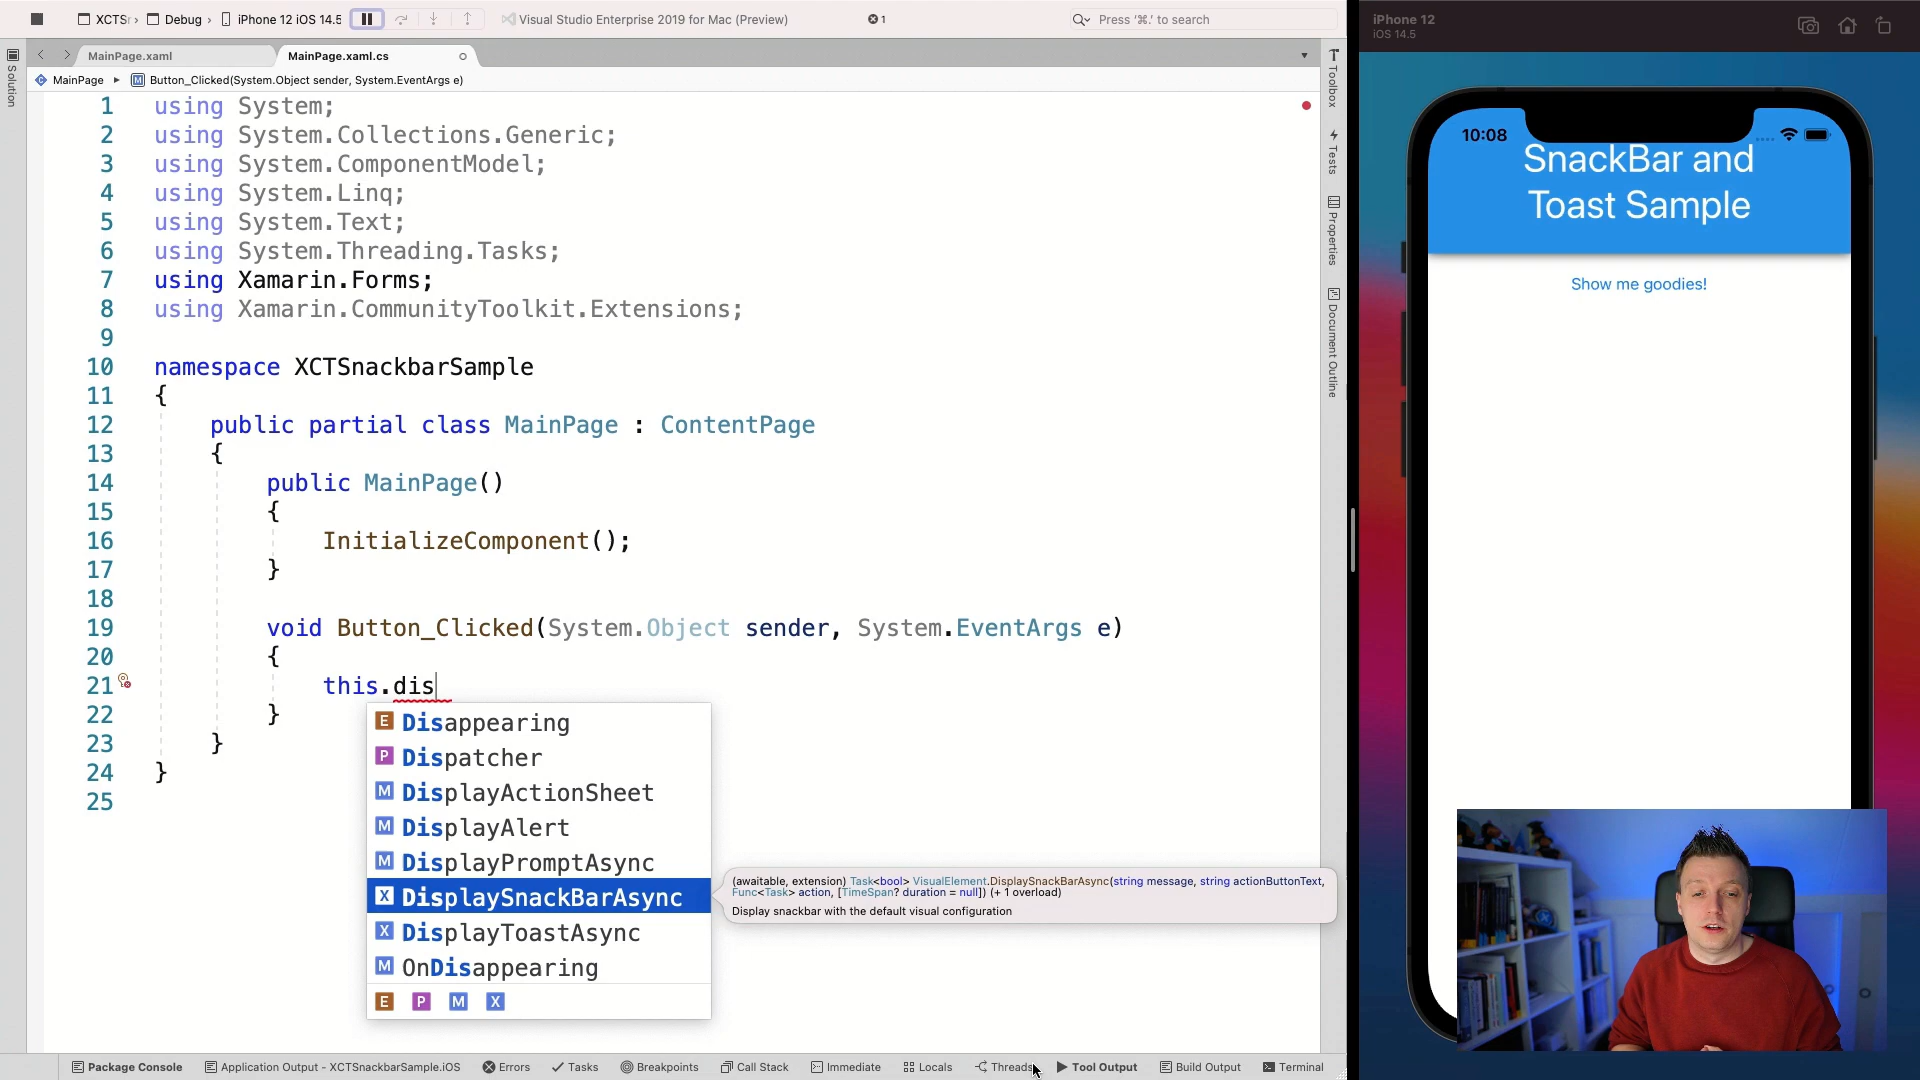 XCTSr › Debug › iPhone 12 iOS 14.5
Visual Studio Enterprise 2019 for Mac (Preview)
1
Press '⌘.' to search
MainPage.xaml
MainPage.xaml.cs
MainPage ▸ M Button_Clicked(System.Object sender, System.EventArgs e)
Solution
1 using System;
2 using System.Collections.Generic;
3 using System.ComponentModel;
4 using System.Linq;
5 using System.Text;
6 using System.Threading.Tasks;
7 using Xamarin.Forms;
8 using Xamarin.CommunityToolkit.Extensions;
9
10 namespace XCTSnackbarSample
11 {
12 public partial class MainPage : ContentPage
13 {
14 public MainPage()
15 {
16 InitializeComponent();
17 }
18
19 void Button_Clicked(System.Object sender, System.EventArgs e)
20 {
21 this.dis
22 }
23 }
24 }
25
E Disappearing
P Dispatcher
M DisplayActionSheet
M DisplayAlert
M DisplayPromptAsync
X DisplaySnackBarAsync
X DisplayToastAsync
M OnDisappearing
E P M X
(awaitable, extension) Task<bool> VisualElement.DisplaySnackBarAsync(string message, string actionButtonText,
Func<Task> action, [TimeSpan? duration = null]) (+ 1 overload)
Display snackbar with the default visual configuration
Toolbox
Tests
Properties
Document Outline
Package Console
Application Output - XCTSnackbarSample.iOS
Errors
Tasks
Breakpoints
Call Stack
Immediate
Locals
Threads
Tool Output
Build Output
Terminal
iPhone 12
iOS 14.5
10:08
SnackBar and
Toast Sample
Show me goodies!